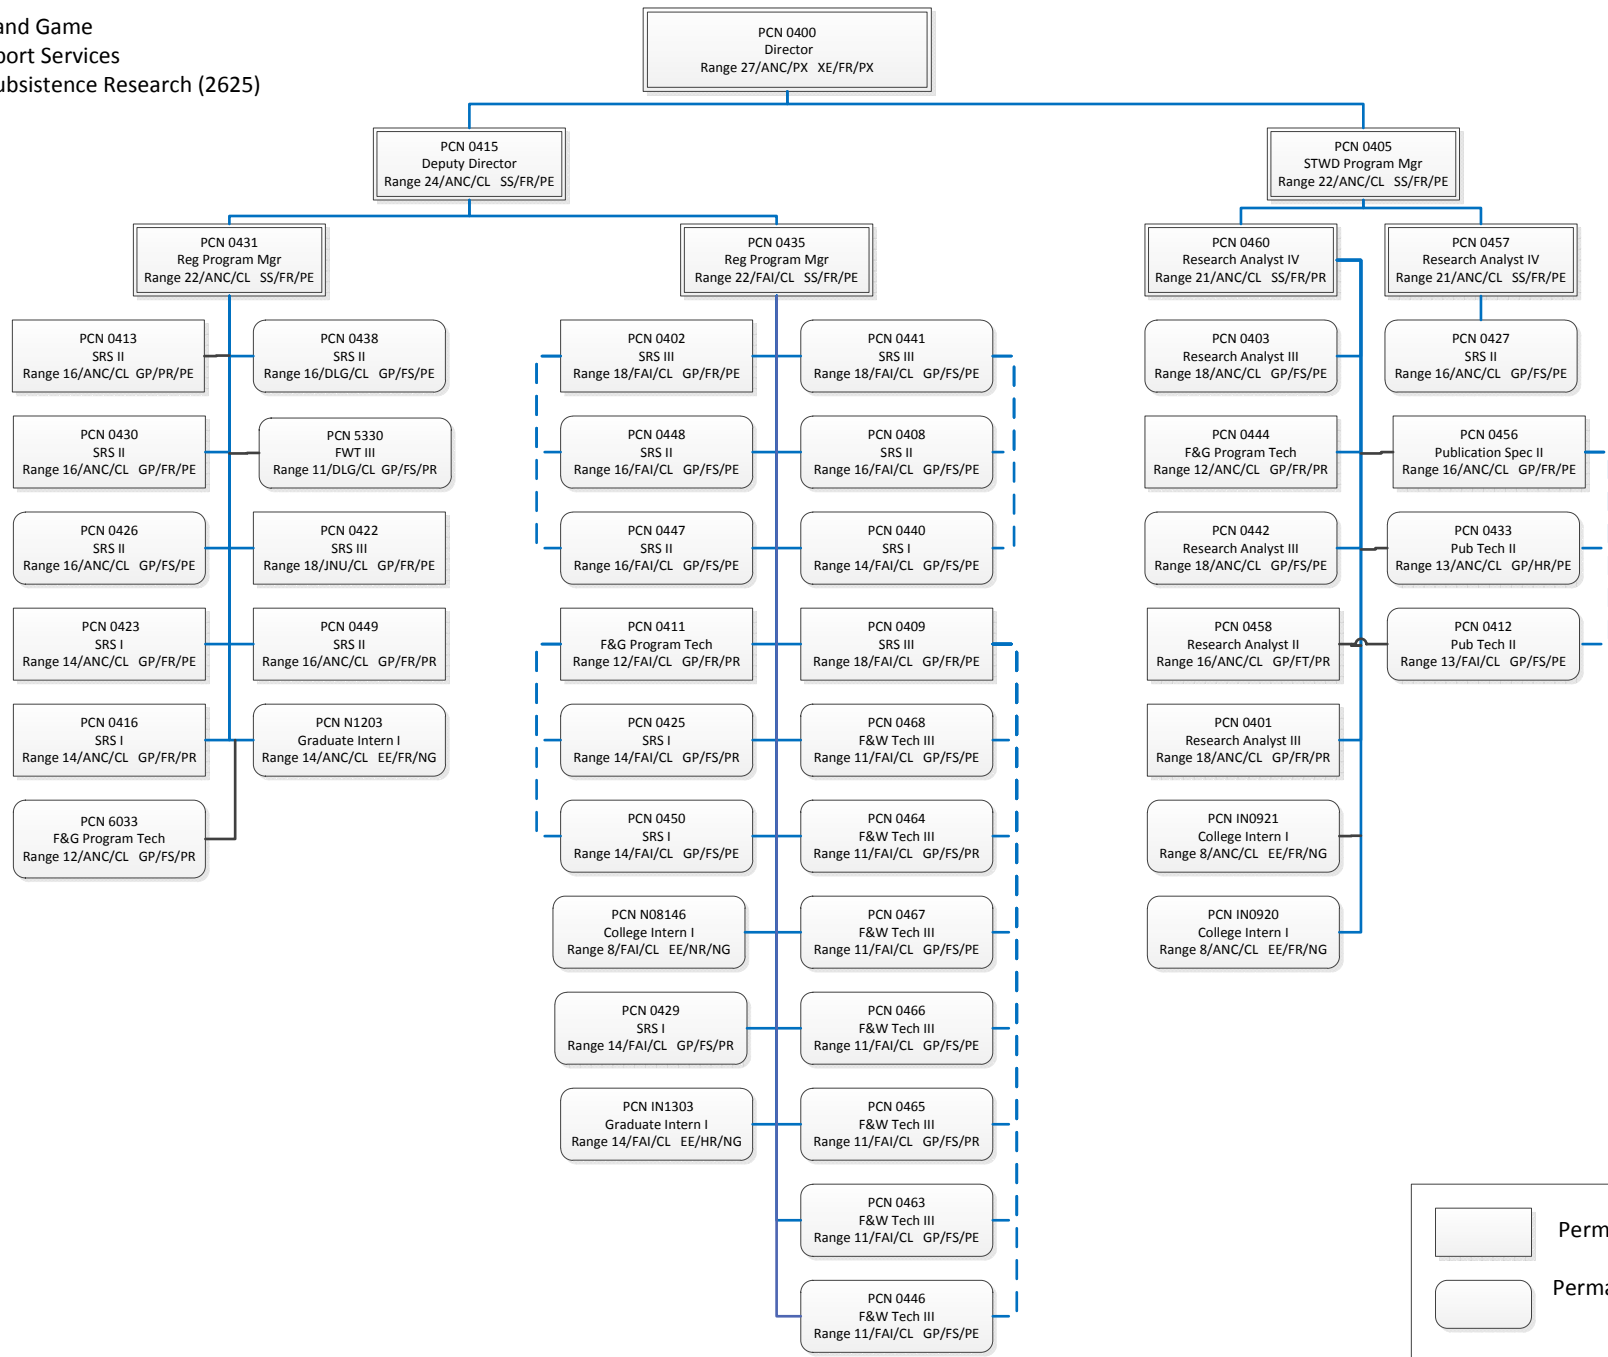 and Game
port Services
ubsistence Research (2625)
PCN 0400
Director
Range 27/ANC/PX XE/FR/PX
PCN 0415
Deputy Director
Range 24/ANC/CL SS/FR/PE
PCN 0405
STWD Program Mgr
Range 22/ANC/CL SS/FR/PE
PCN 0431
Reg Program Mgr
Range 22/ANC/CL SS/FR/PE
PCN 0435
Reg Program Mgr
Range 22/FAI/CL SS/FR/PE
PCN 0460
Research Analyst IV
Range 21/ANC/CL SS/FR/PR
PCN 0457
Research Analyst IV
Range 21/ANC/CL SS/FR/PE
PCN 0413
SRS II
Range 16/ANC/CL GP/PR/PE
PCN 0438
SRS II
Range 16/DLG/CL GP/FS/PE
PCN 0402
SRS III
Range 18/FAI/CL GP/FR/PE
PCN 0441
SRS III
Range 18/FAI/CL GP/FS/PE
PCN 0403
Research Analyst III
Range 18/ANC/CL GP/FS/PE
PCN 0427
SRS II
Range 16/ANC/CL GP/FS/PE
PCN 0430
SRS II
Range 16/ANC/CL GP/FR/PE
PCN 5330
FWT III
Range 11/DLG/CL GP/FS/PR
PCN 0448
SRS II
Range 16/FAI/CL GP/FS/PE
PCN 0408
SRS II
Range 16/FAI/CL GP/FS/PE
PCN 0444
F&G Program Tech
Range 12/ANC/CL GP/FR/PR
PCN 0456
Publication Spec II
Range 16/ANC/CL GP/FR/PE
PCN 0426
SRS II
Range 16/ANC/CL GP/FS/PE
PCN 0422
SRS III
Range 18/JNU/CL GP/FR/PE
PCN 0447
SRS II
Range 16/FAI/CL GP/FS/PE
PCN 0440
SRS I
Range 14/FAI/CL GP/FS/PE
PCN 0442
Research Analyst III
Range 18/ANC/CL GP/FS/PE
PCN 0433
Pub Tech II
Range 13/ANC/CL GP/HR/PE
PCN 0423
SRS I
Range 14/ANC/CL GP/FR/PE
PCN 0449
SRS II
Range 16/ANC/CL GP/FR/PR
PCN 0411
F&G Program Tech
Range 12/FAI/CL GP/FR/PR
PCN 0409
SRS III
Range 18/FAI/CL GP/FR/PE
PCN 0458
Research Analyst II
Range 16/ANC/CL GP/FT/PR
PCN 0412
Pub Tech II
Range 13/FAI/CL GP/FS/PE
PCN 0416
SRS I
Range 14/ANC/CL GP/FR/PR
PCN N1203
Graduate Intern I
Range 14/ANC/CL EE/FR/NG
PCN 0425
SRS I
Range 14/FAI/CL GP/FS/PR
PCN 0468
F&W Tech III
Range 11/FAI/CL GP/FS/PE
PCN 0401
Research Analyst III
Range 18/ANC/CL GP/FR/PR
PCN 6033
F&G Program Tech
Range 12/ANC/CL GP/FS/PR
PCN 0450
SRS I
Range 14/FAI/CL GP/FS/PE
PCN 0464
F&W Tech III
Range 11/FAI/CL GP/FS/PR
PCN IN0921
College Intern I
Range 8/ANC/CL EE/FR/NG
PCN N08146
College Intern I
Range 8/FAI/CL EE/NR/NG
PCN 0467
F&W Tech III
Range 11/FAI/CL GP/FS/PE
PCN IN0920
College Intern I
Range 8/ANC/CL EE/FR/NG
PCN 0429
SRS I
Range 14/FAI/CL GP/FS/PR
PCN 0466
F&W Tech III
Range 11/FAI/CL GP/FS/PE
PCN IN1303
Graduate Intern I
Range 14/FAI/CL EE/HR/NG
PCN 0465
F&W Tech III
Range 11/FAI/CL GP/FS/PR
PCN 0463
F&W Tech III
Range 11/FAI/CL GP/FS/PE
PCN 0446
F&W Tech III
Range 11/FAI/CL GP/FS/PE
Perm
Perma